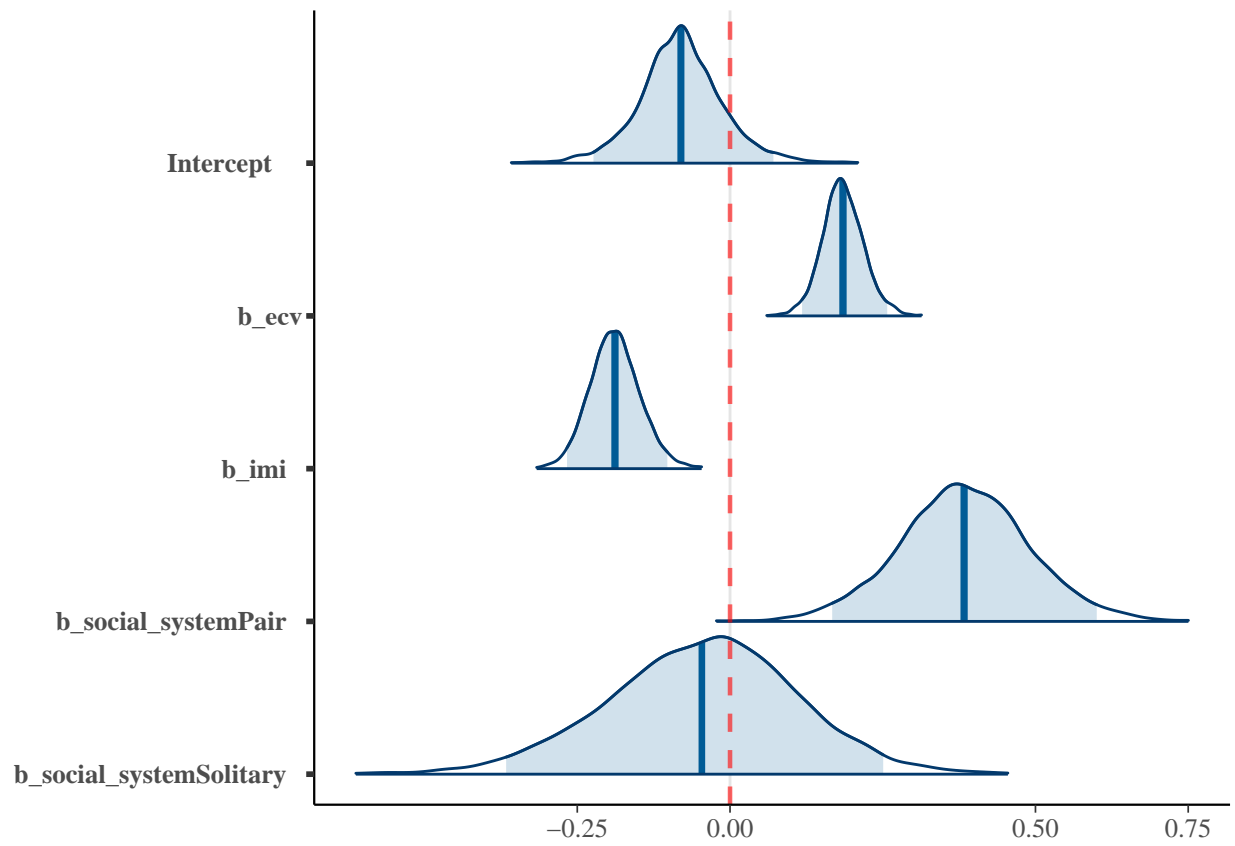 Intercept
b_ecv
b_imi
b_social_systemPair
b_social_systemSolitary
−0.25 0.00 0.50 0.75